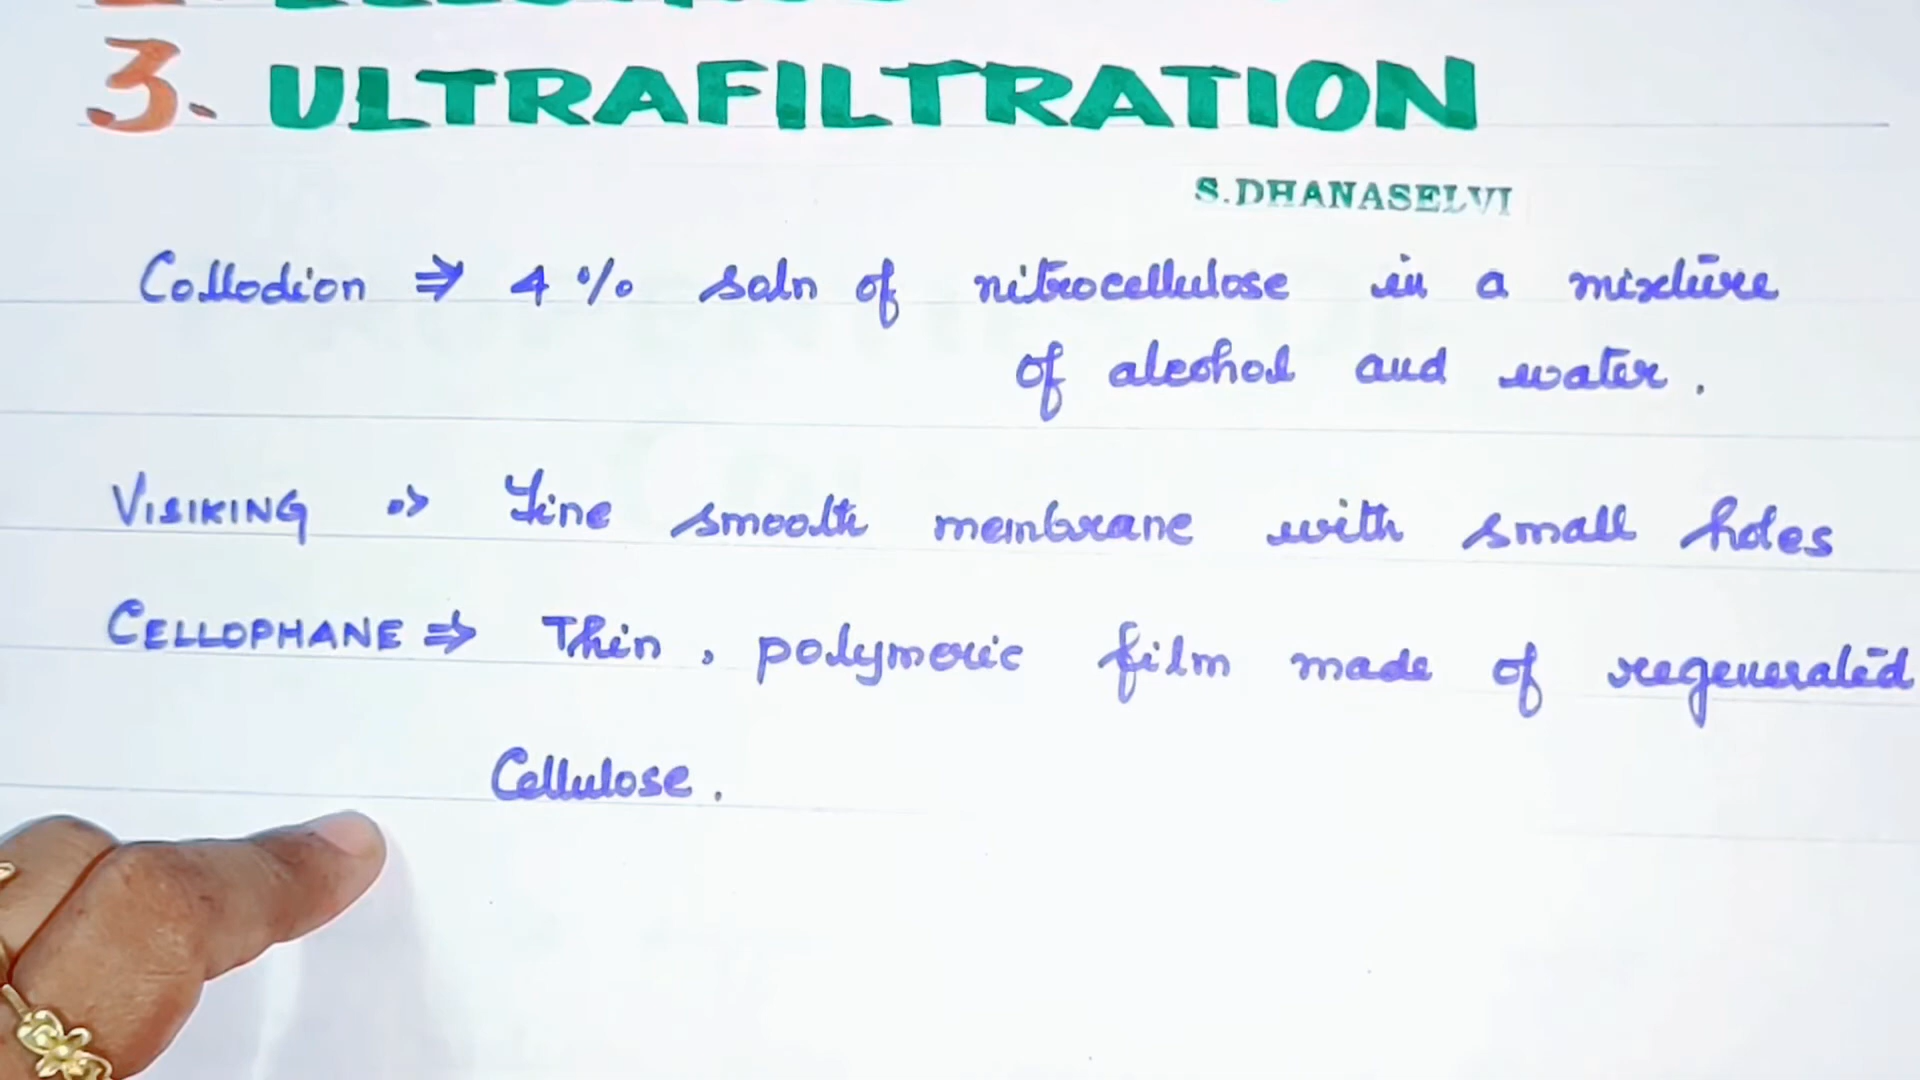 3. ULTRAFILTRATION
S.DHANASELVI
Collodion ⇒ 4% soln of nitrocellulose in a mixture
of alcohol and water.
VISIKING ⇒ Fine smooth membrane with small holes
CELLOPHANE ⇒ Thin, polymeric film made of regenerated
Cellulose.